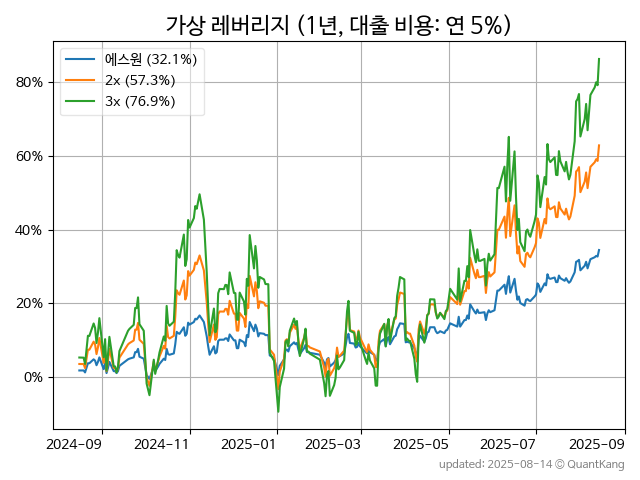 가상 레버리지 (1년, 대출 비용: 연 5%)
에스원 (32.1%)
2x (57.3%)
3x (76.9%)
80%
60%
40%
20%
0%
2024-09 2024-11 2025-01 2025-03 2025-05 2025-07 2025-09
updated: 2025-08-14 © QuantKang